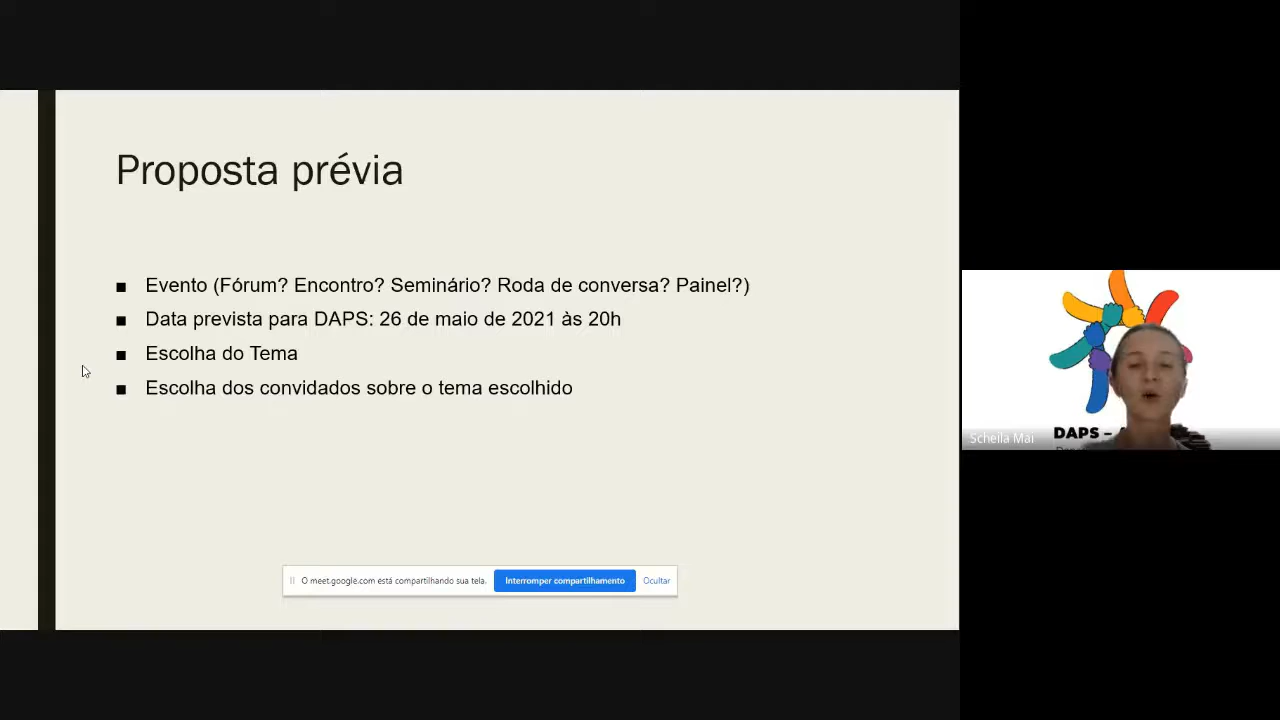 Proposta prévia
■ Evento (Fórum? Encontro? Seminário? Roda de conversa? Painel?)
■ Data prevista para DAPS: 26 de maio de 2021 às 20h
■ Escolha do Tema
■ Escolha dos convidados sobre o tema escolhido
O meet.google.com está compartilhando sua tela. Interromper compartilhamento Ocultar
DAPS –
Scheila Mai